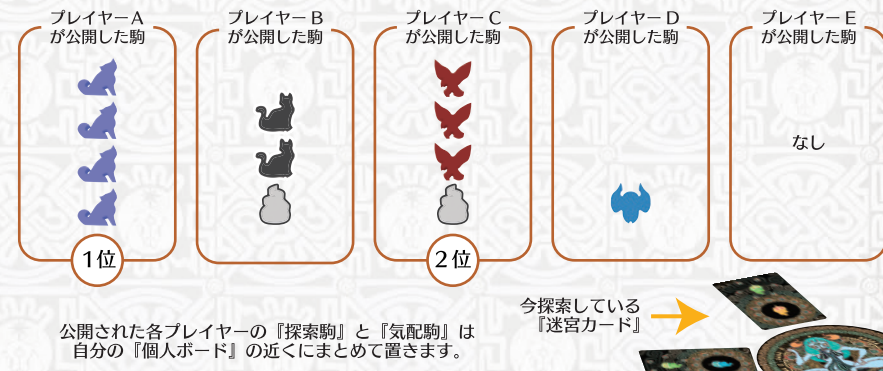 プレイヤーA
が公開した駒
プレイヤーB
が公開した駒
プレイヤーC
が公開した駒
プレイヤーD
が公開した駒
プレイヤーE
が公開した駒
なし
1位
2位
公開された各プレイヤーの『探索駒』と『気配駒』は
自分の『個人ボード』の近くにまとめて置きます。
今探索している
『迷宮カード』